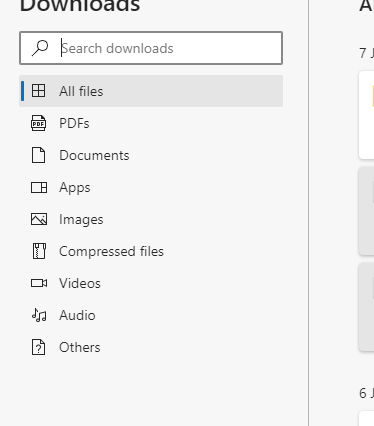 Downloads
Search downloads
All files
PDFs
Documents
Apps
Images
Compressed files
Videos
Audio
Others
7 J
6 J